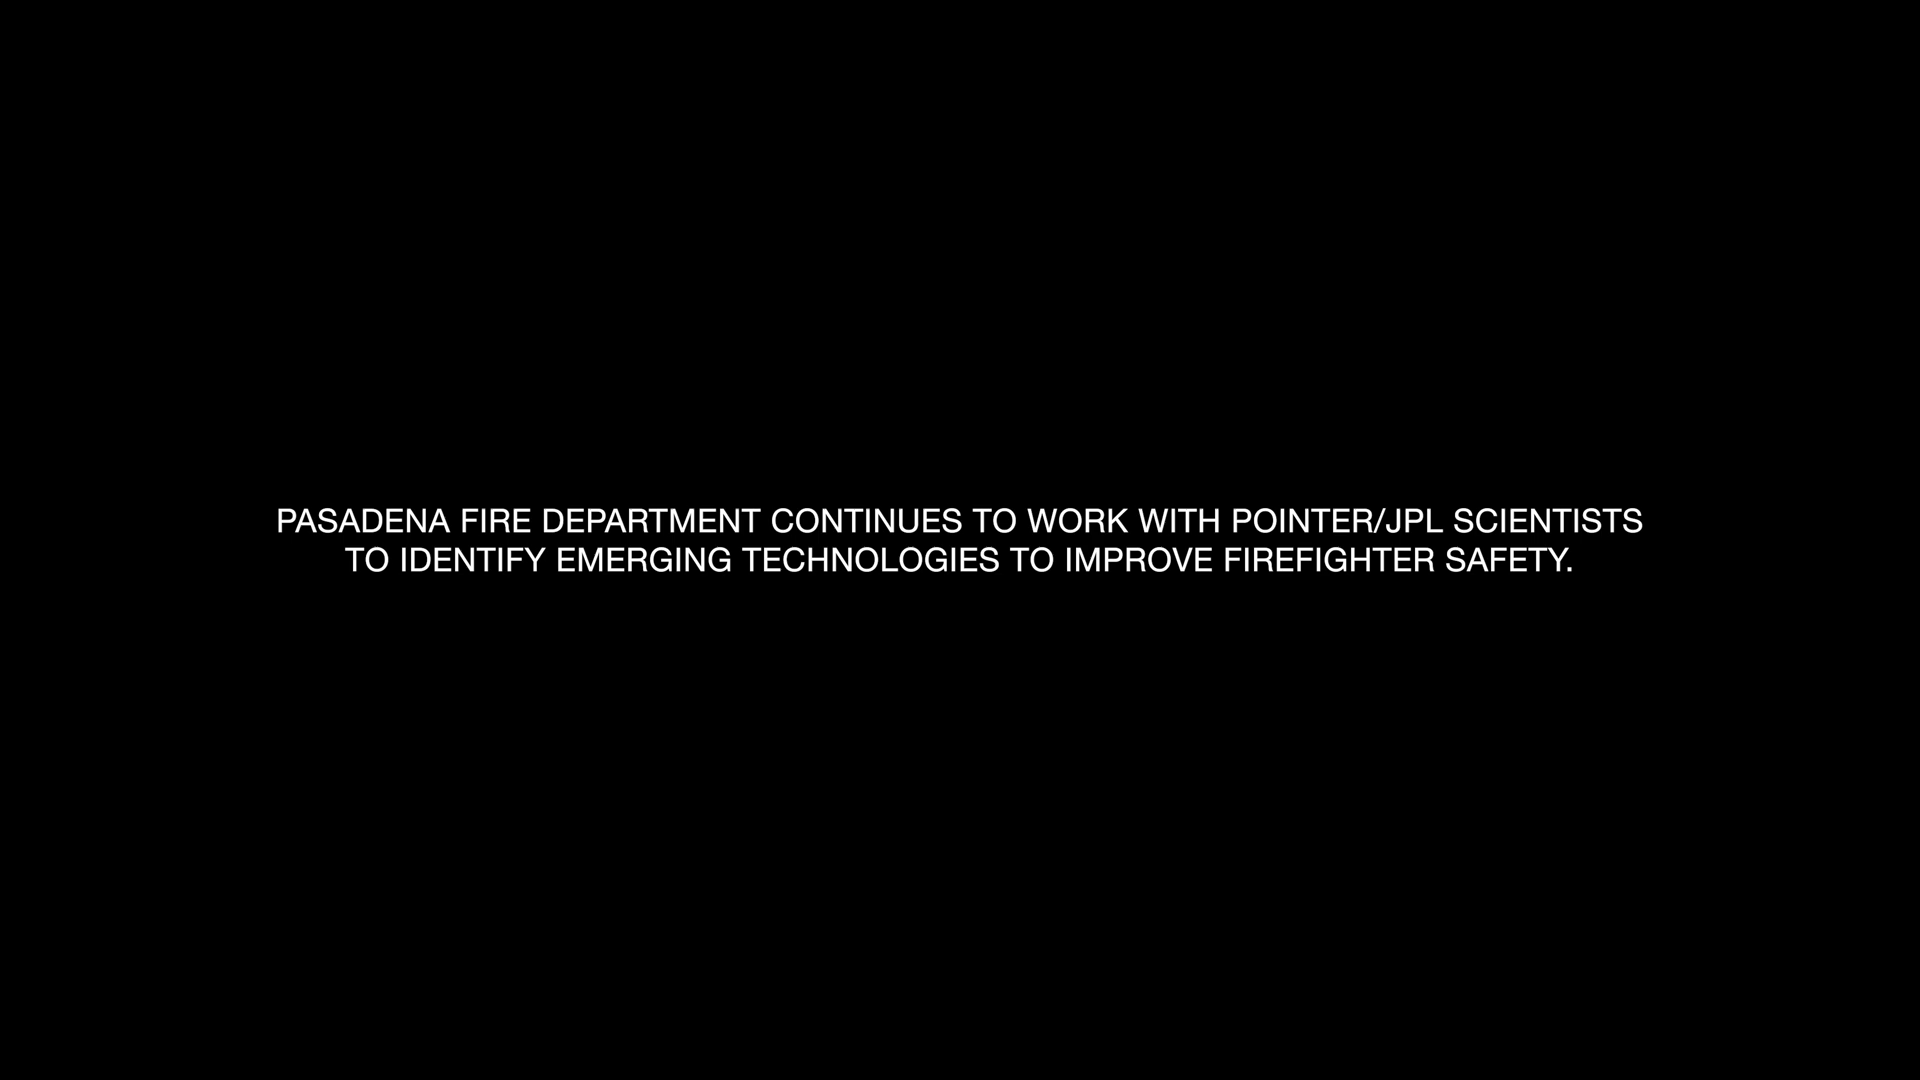 PASADENA FIRE DEPARTMENT CONTINUES TO WORK WITH POINTER/JPL SCIENTISTS
TO IDENTIFY EMERGING TECHNOLOGIES TO IMPROVE FIREFIGHTER SAFETY.